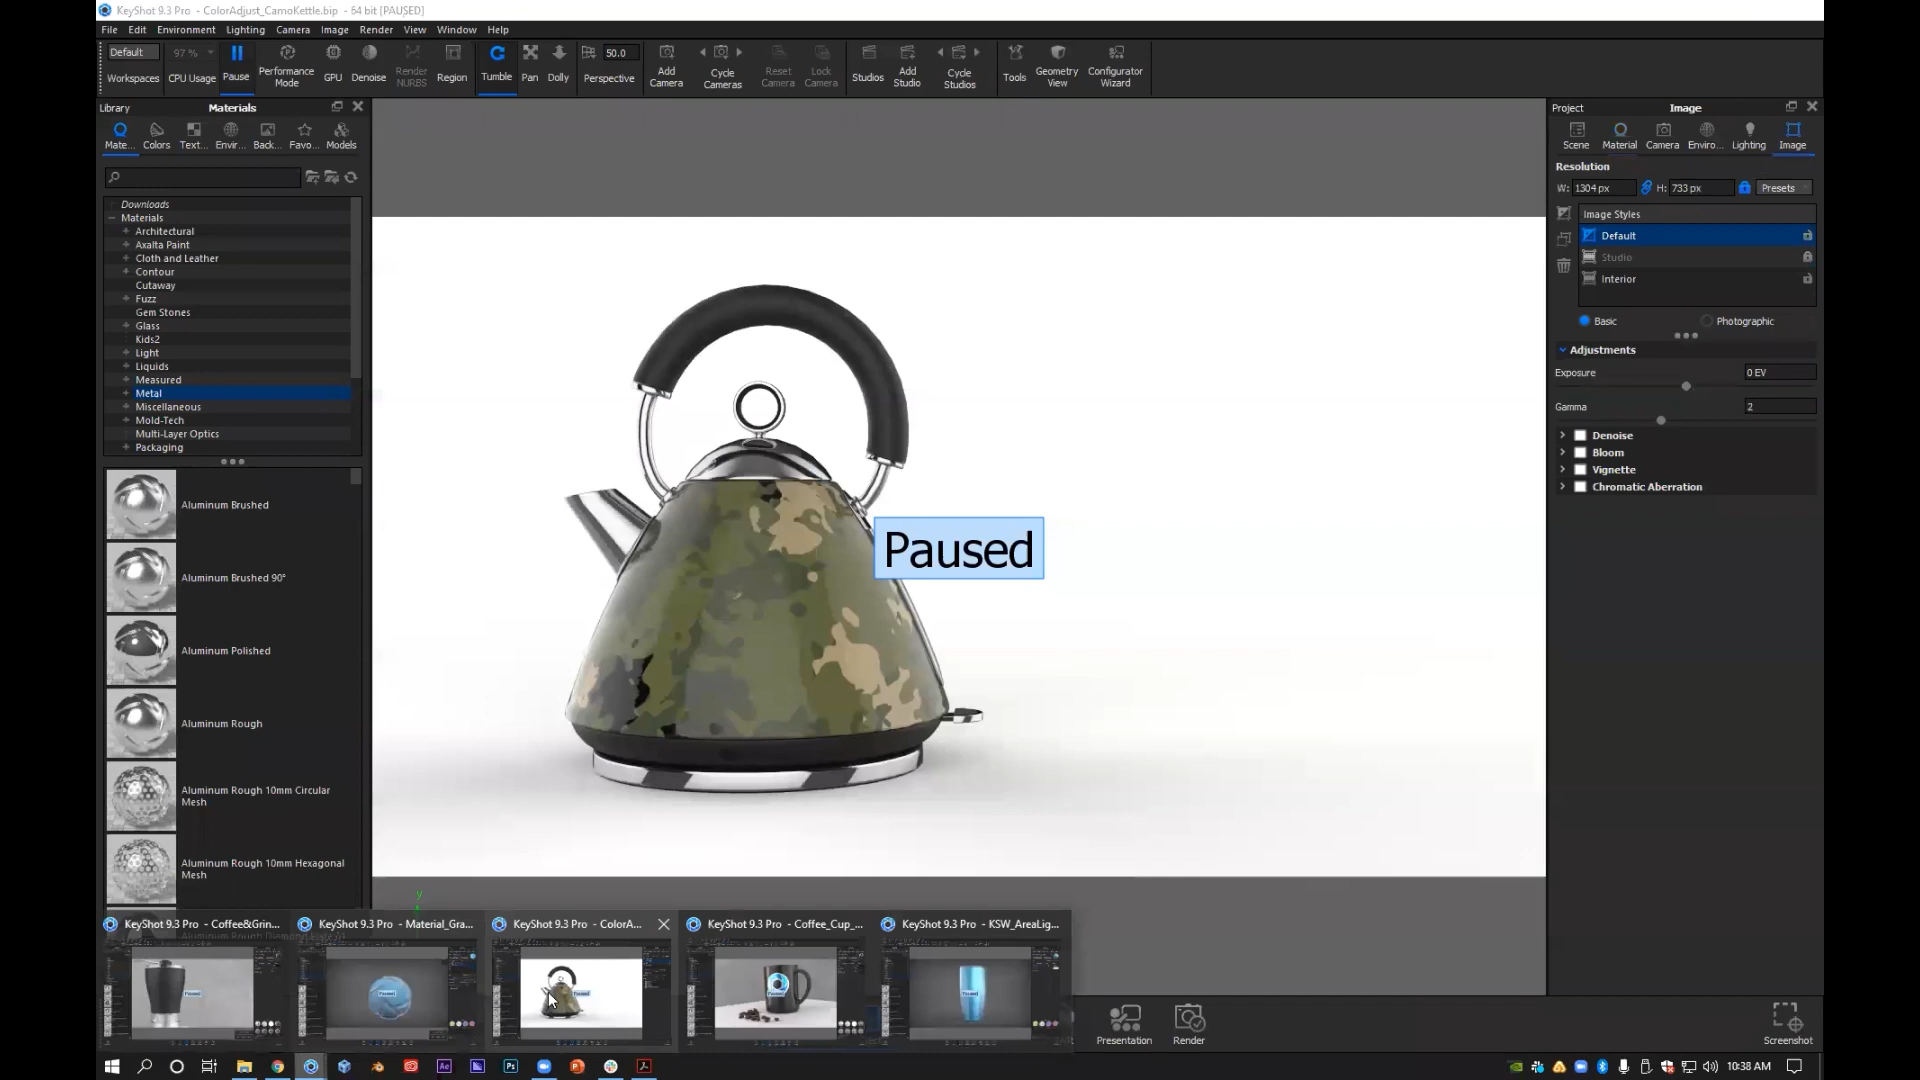 KeyShot 9.3 Pro - ColorAdjust_CamoKettle.bip - 64 bit [PAUSED]
File Edit Environment Lighting Camera Image Render View Window Help
Default 97 % 50.0
Workspaces CPU Usage Pause Performance Mode GPU Denoise Render NURBS Region Tumble Pan Dolly Perspective Add Camera Cycle Cameras Reset Camera Lock Camera Studios Add Studio Cycle Studios Tools Geometry View Configurator Wizard
Library Materials
Mate... Colors Text... Envir... Back... Favo... Models
Downloads
Materials
Architectural
Axalta Paint
Cloth and Leather
Contour
Cutaway
Fuzz
Gem Stones
Glass
Kids2
Light
Liquids
Measured
Metal
Miscellaneous
Mold-Tech
Multi-Layer Optics
Packaging
Aluminum Brushed
Aluminum Brushed 90°
Aluminum Polished
Aluminum Rough
Aluminum Rough 10mm Circular
Mesh
Aluminum Rough 10mm Hexagonal
Mesh
Paused
Project Image
Scene Material Camera Enviro... Lighting Image
Resolution
W: 1304 px H: 733 px Presets
Image Styles
Default
Studio
Interior
Basic Photographic
Adjustments
Exposure 0 EV
Gamma 2
Denoise
Bloom
Vignette
Chromatic Aberration
y
KeyShot 9.3 Pro - Coffee&Grin... KeyShot 9.3 Pro - Material_Gra... KeyShot 9.3 Pro - ColorA... KeyShot 9.3 Pro - Coffee_Cup_... KeyShot 9.3 Pro - KSW_AreaLig...
Presentation Render Screenshot
10:38 AM